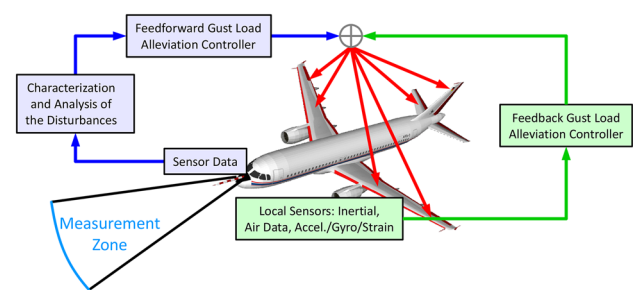 Feedforward Gust Load
Alleviation Controller
Characterization
and Analysis of
the Disturbances
Sensor Data
Measurement
Zone
Local Sensors: Inertial,
Air Data, Accel./Gyro/Strain
Feedback Gust Load
Alleviation Controller